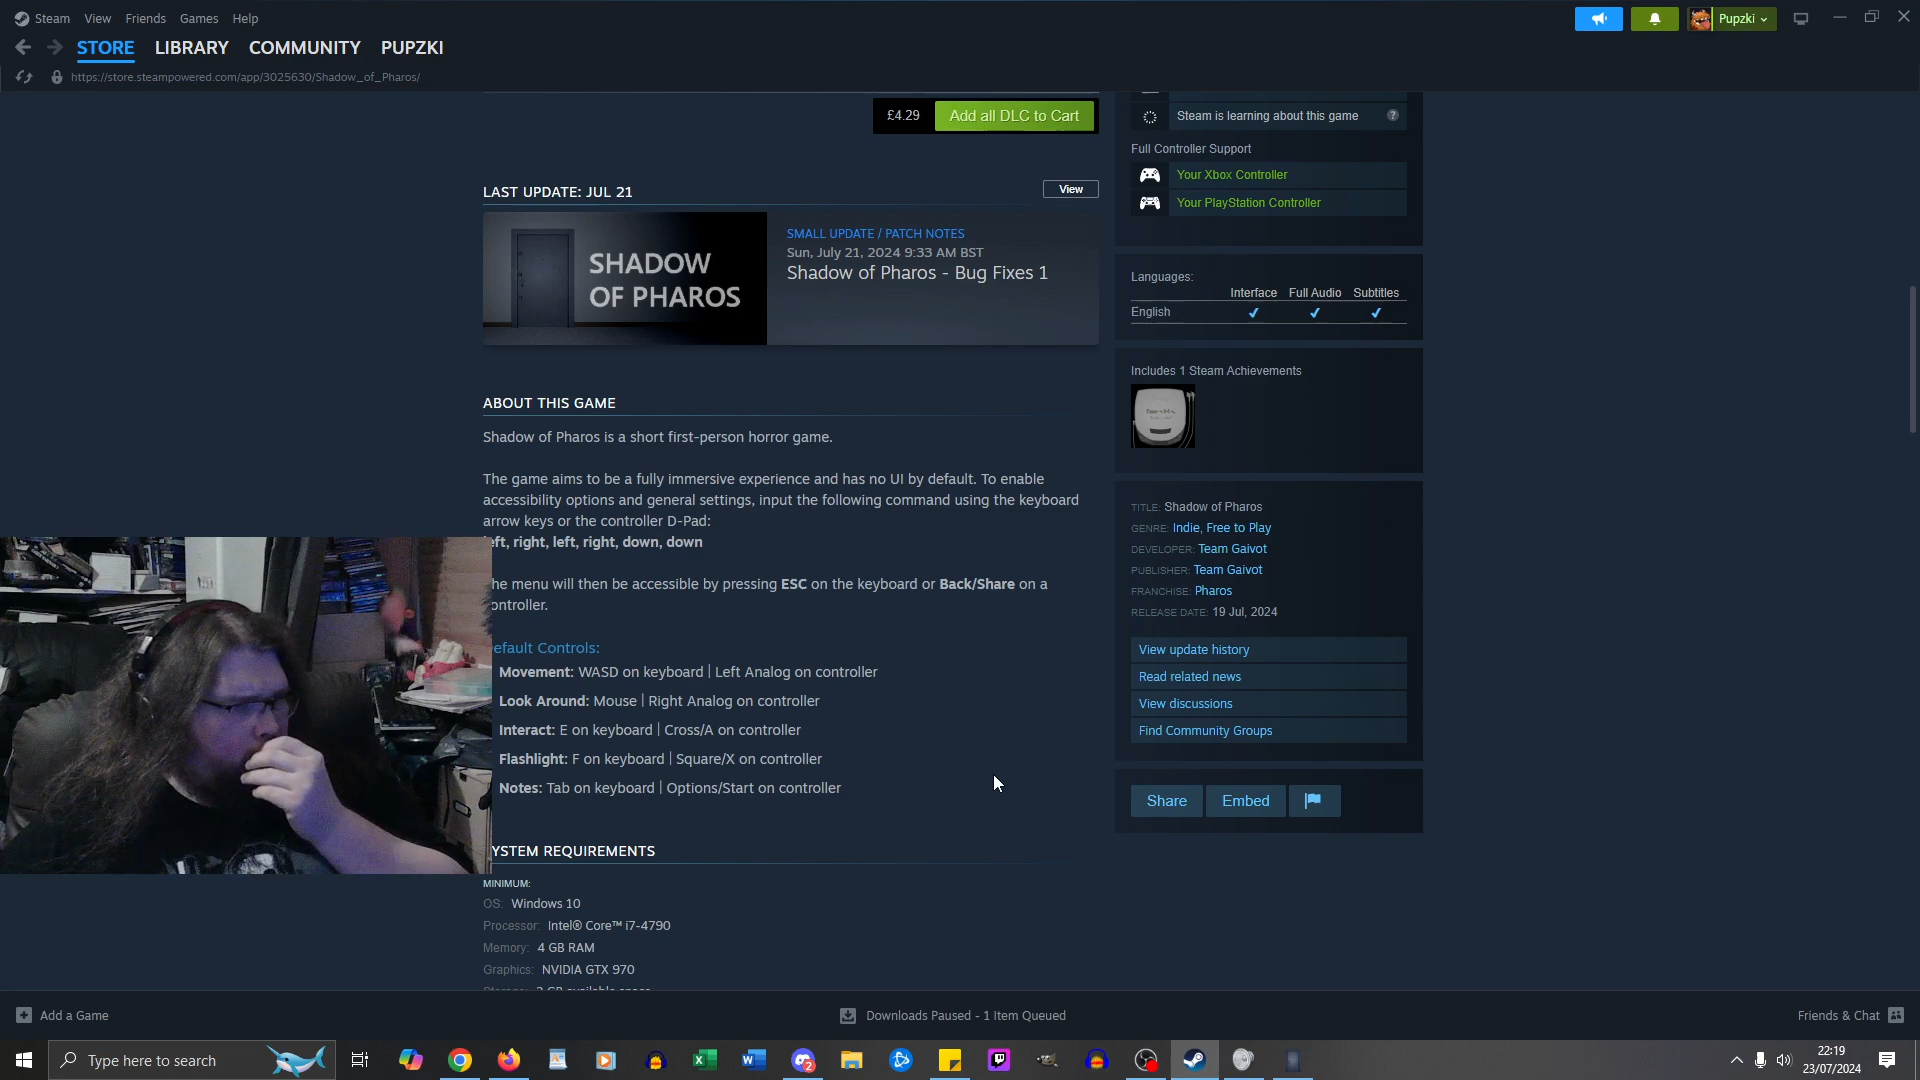 Steam View Friends Games Help
Pupzki
STORE LIBRARY COMMUNITY PUPZKI
https://store.steampowered.com/app/3025630/Shadow_of_Pharos/
£4.29 Add all DLC to Cart
LAST UPDATE: JUL 21
View
SHADOW
OF PHAROS
SMALL UPDATE / PATCH NOTES
Sun, July 21, 2024 9:33 AM BST
Shadow of Pharos - Bug Fixes 1
ABOUT THIS GAME
Shadow of Pharos is a short first-person horror game.
The game aims to be a fully immersive experience and has no UI by default. To enable
accessibility options and general settings, input the following command using the keyboard
arrow keys or the controller D-Pad:
eft, right, left, right, down, down
he menu will then be accessible by pressing ESC on the keyboard or Back/Share on a
ontroller.
efault Controls:
Movement: WASD on keyboard | Left Analog on controller
Look Around: Mouse | Right Analog on controller
Interact: E on keyboard | Cross/A on controller
Flashlight: F on keyboard | Square/X on controller
Notes: Tab on keyboard | Options/Start on controller
YSTEM REQUIREMENTS
MINIMUM:
OS: Windows 10
Processor: Intel® Core™ i7-4790
Memory: 4 GB RAM
Graphics: NVIDIA GTX 970
Steam is learning about this game ?
Full Controller Support
Your Xbox Controller
Your PlayStation Controller
Languages:
Interface Full Audio Subtitles
English ✔ ✔ ✔
Includes 1 Steam Achievements
TITLE: Shadow of Pharos
GENRE: Indie, Free to Play
DEVELOPER: Team Gaivot
PUBLISHER: Team Gaivot
FRANCHISE: Pharos
RELEASE DATE: 19 Jul, 2024
View update history
Read related news
View discussions
Find Community Groups
Share Embed
Add a Game
Downloads Paused - 1 Item Queued
Friends & Chat
Type here to search
2
22:19
23/07/2024